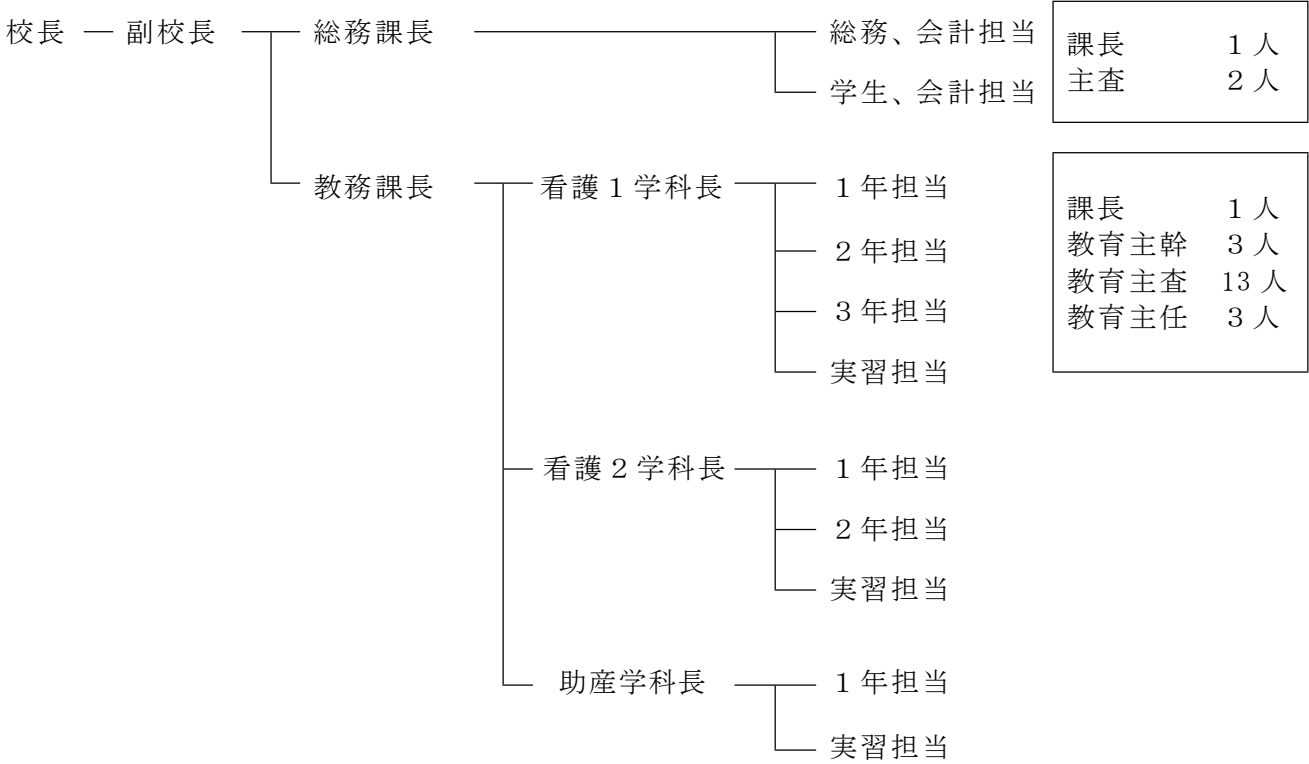 校長 ― 副校長 総務課長 総務、会計担当
学生、会計担当
課長 1人
主査 2人
教務課長 看護1学科長 1年担当
2年担当
3年担当
実習担当
課長 1人
教育主幹 3人
教育主査 13人
教育主任 3人
看護2学科長 1年担当
2年担当
実習担当
助産学科長 1年担当
実習担当